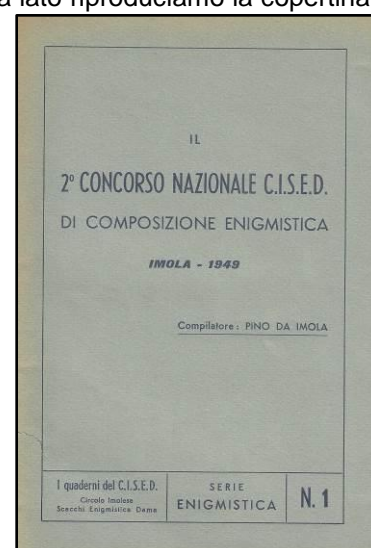 a lato riproduciamo la copertina
IL
2° CONCORSO NAZIONALE C.I.S.E.D.
DI COMPOSIZIONE ENIGMISTICA
IMOLA - 1949
Compilatore: PINO DA IMOLA
I quaderni del C.I.S.E.D.
Circolo Imolese
Scacchi Enigmistica Dama
SERIE
ENIGMISTICA
N. 1